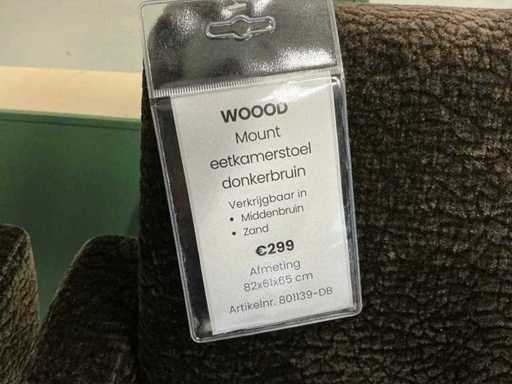 WOOOD
Mount
eetkamerstoel
donkerbruin
Verkrijgbaar in
• Middenbruin
• Zand
€299
Afmeting
82x61x65 cm
Artikelnr. 801139-DB